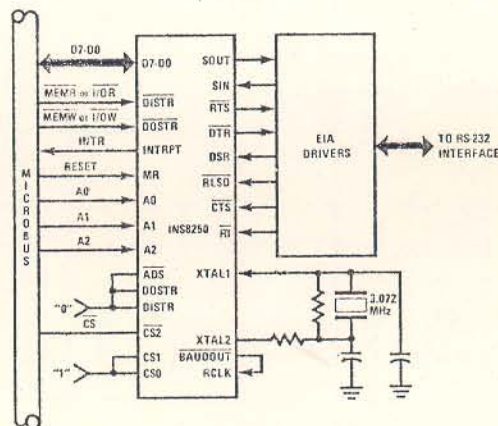 D7-D0
D7-D0
MEMR or I/OR
DISTR
MEMW or I/OW
DOSTR
INTR
INTRPT
RESET
MR
A0
A0
A1
A1
A2
A2
MICROBUS
INS8250
ADS
DOSTR
DISTR
"0"
CS
CS2
"1"
CS1
CS0
SOUT
SIN
RTS
DTR
DSR
RLSD
CTS
RI
EIA
DRIVERS
TO RS-232
INTERFACE
XTAL1
3.072
MHz
XTAL2
BAUDOUT
RCLK